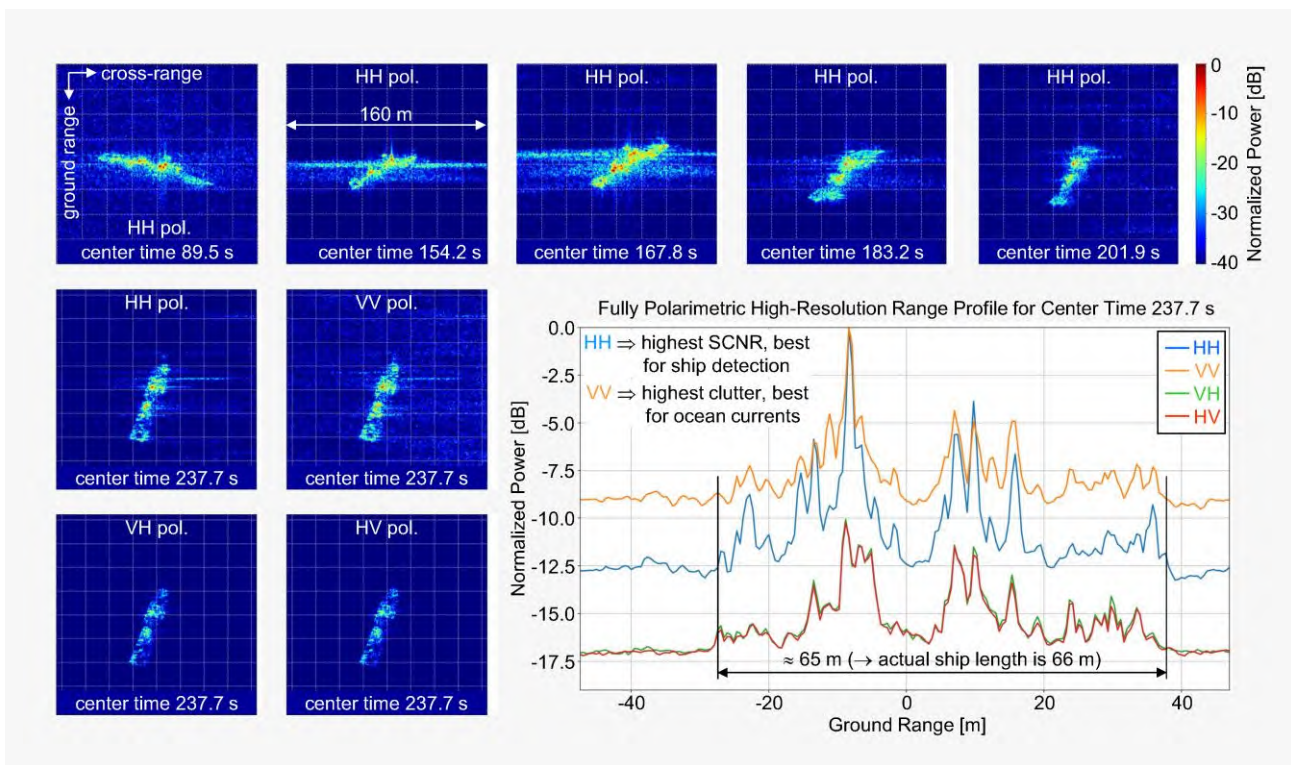 cross-range
ground range
HH pol.
center time 89.5 s
HH pol.
160 m
center time 154.2 s
HH pol.
center time 167.8 s
HH pol.
center time 183.2 s
HH pol.
center time 201.9 s
0
-10
-20
-30
-40
Normalized Power [dB]
HH pol.
center time 237.7 s
VV pol.
center time 237.7 s
VH pol.
center time 237.7 s
HV pol.
center time 237.7 s
Fully Polarimetric High-Resolution Range Profile for Center Time 237.7 s
HH ⇒ highest SCNR, best
for ship detection
VV ⇒ highest clutter, best
for ocean currents
HH
VV
VH
HV
0.0
-2.5
-5.0
-7.5
-10.0
-12.5
-15.0
-17.5
Normalized Power [dB]
≈ 65 m (→ actual ship length is 66 m)
-40
-20
0
20
40
Ground Range [m]